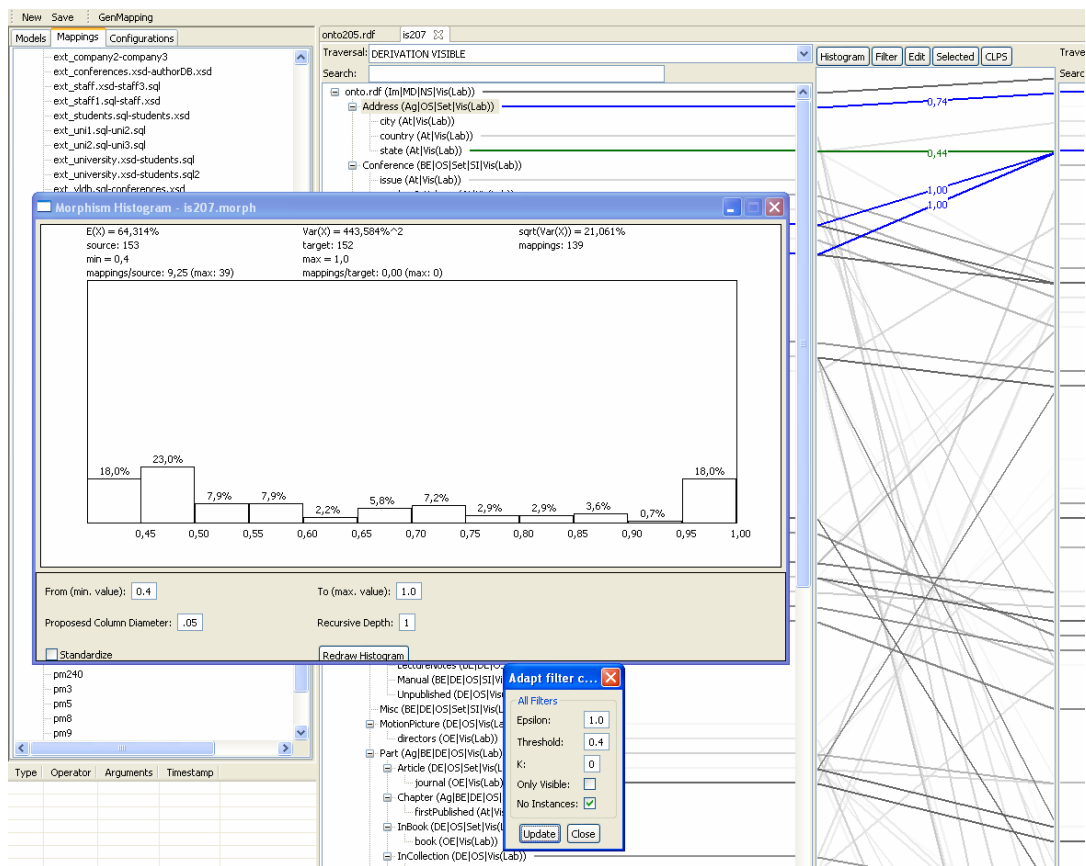 New Save GenMapping
Models Mappings Configurations
ext_company2-company3
ext_conferences.xsd-authorDB.xsd
ext_staff.xsd-staff3.sql
ext_staff1.sql-staff.xsd
ext_students.sql-students.xsd
ext_uni1.sql-uni2.sql
ext_uni2.sql-uni3.sql
ext_university.xsd-students.sql
ext_university.xsd-students.sql2
ext_vldb.sql-conferences.xsd
onto205.rdf is207
Traversal: DERIVATION VISIBLE
Search:
onto.rdf (Im|MD|NS|Vis(Lab))
Address (Ag|OS|Set|Vis(Lab))
city (At|Vis(Lab))
country (At|Vis(Lab))
state (At|Vis(Lab))
Conference (BE|OS|Set|SI|Vis(Lab))
issue (At|Vis(Lab))
Histogram Filter Edit Selected CLPS
Trave
Searc
0,74
0,44
1,00
1,00
Morphism Histogram - is207.morph
E(X) = 64,314% Var(X) = 443,584%^2 sqrt(Var(X)) = 21,061%
source: 153 target: 152 mappings: 139
min = 0,4 max = 1,0
mappings/source: 9,25 (max: 39) mappings/target: 0,00 (max: 0)
18,0% 23,0% 7,9% 7,9% 2,2% 5,8% 7,2% 2,9% 2,9% 3,6% 0,7% 18,0%
0,45 0,50 0,55 0,60 0,65 0,70 0,75 0,80 0,85 0,90 0,95 1,00
From (min. value): 0.4 To (max. value): 1.0
Proposesd Column Diameter: .05 Recursive Depth: 1
Standardize Redraw Histogram
pm240
pm3
pm5
pm8
pm9
Type Operator Arguments Timestamp
LectureNotes (BE|DE|OS
Manual (BE|DE|OS|SI|Vis
Unpublished (DE|OS|Vis(
Misc (BE|DE|OS|Set|SI|Vis(L
MotionPicture (DE|OS|Vis(La
directors (OE|Vis(Lab))
Part (Ag|BE|DE|OS|Vis(Lab))
Article (DE|OS|Set|Vis(L
journal (OE|Vis(Lab))
Chapter (Ag|BE|DE|OS|
firstPublished (At|Vis
InBook (DE|OS|Set|Vis(L
book (OE|Vis(Lab))
InCollection (DE|OS|Vis(Lab))
Adapt filter c...
All Filters
Epsilon: 1.0
Threshold: 0.4
K: 0
Only Visible:
No Instances:
Update Close